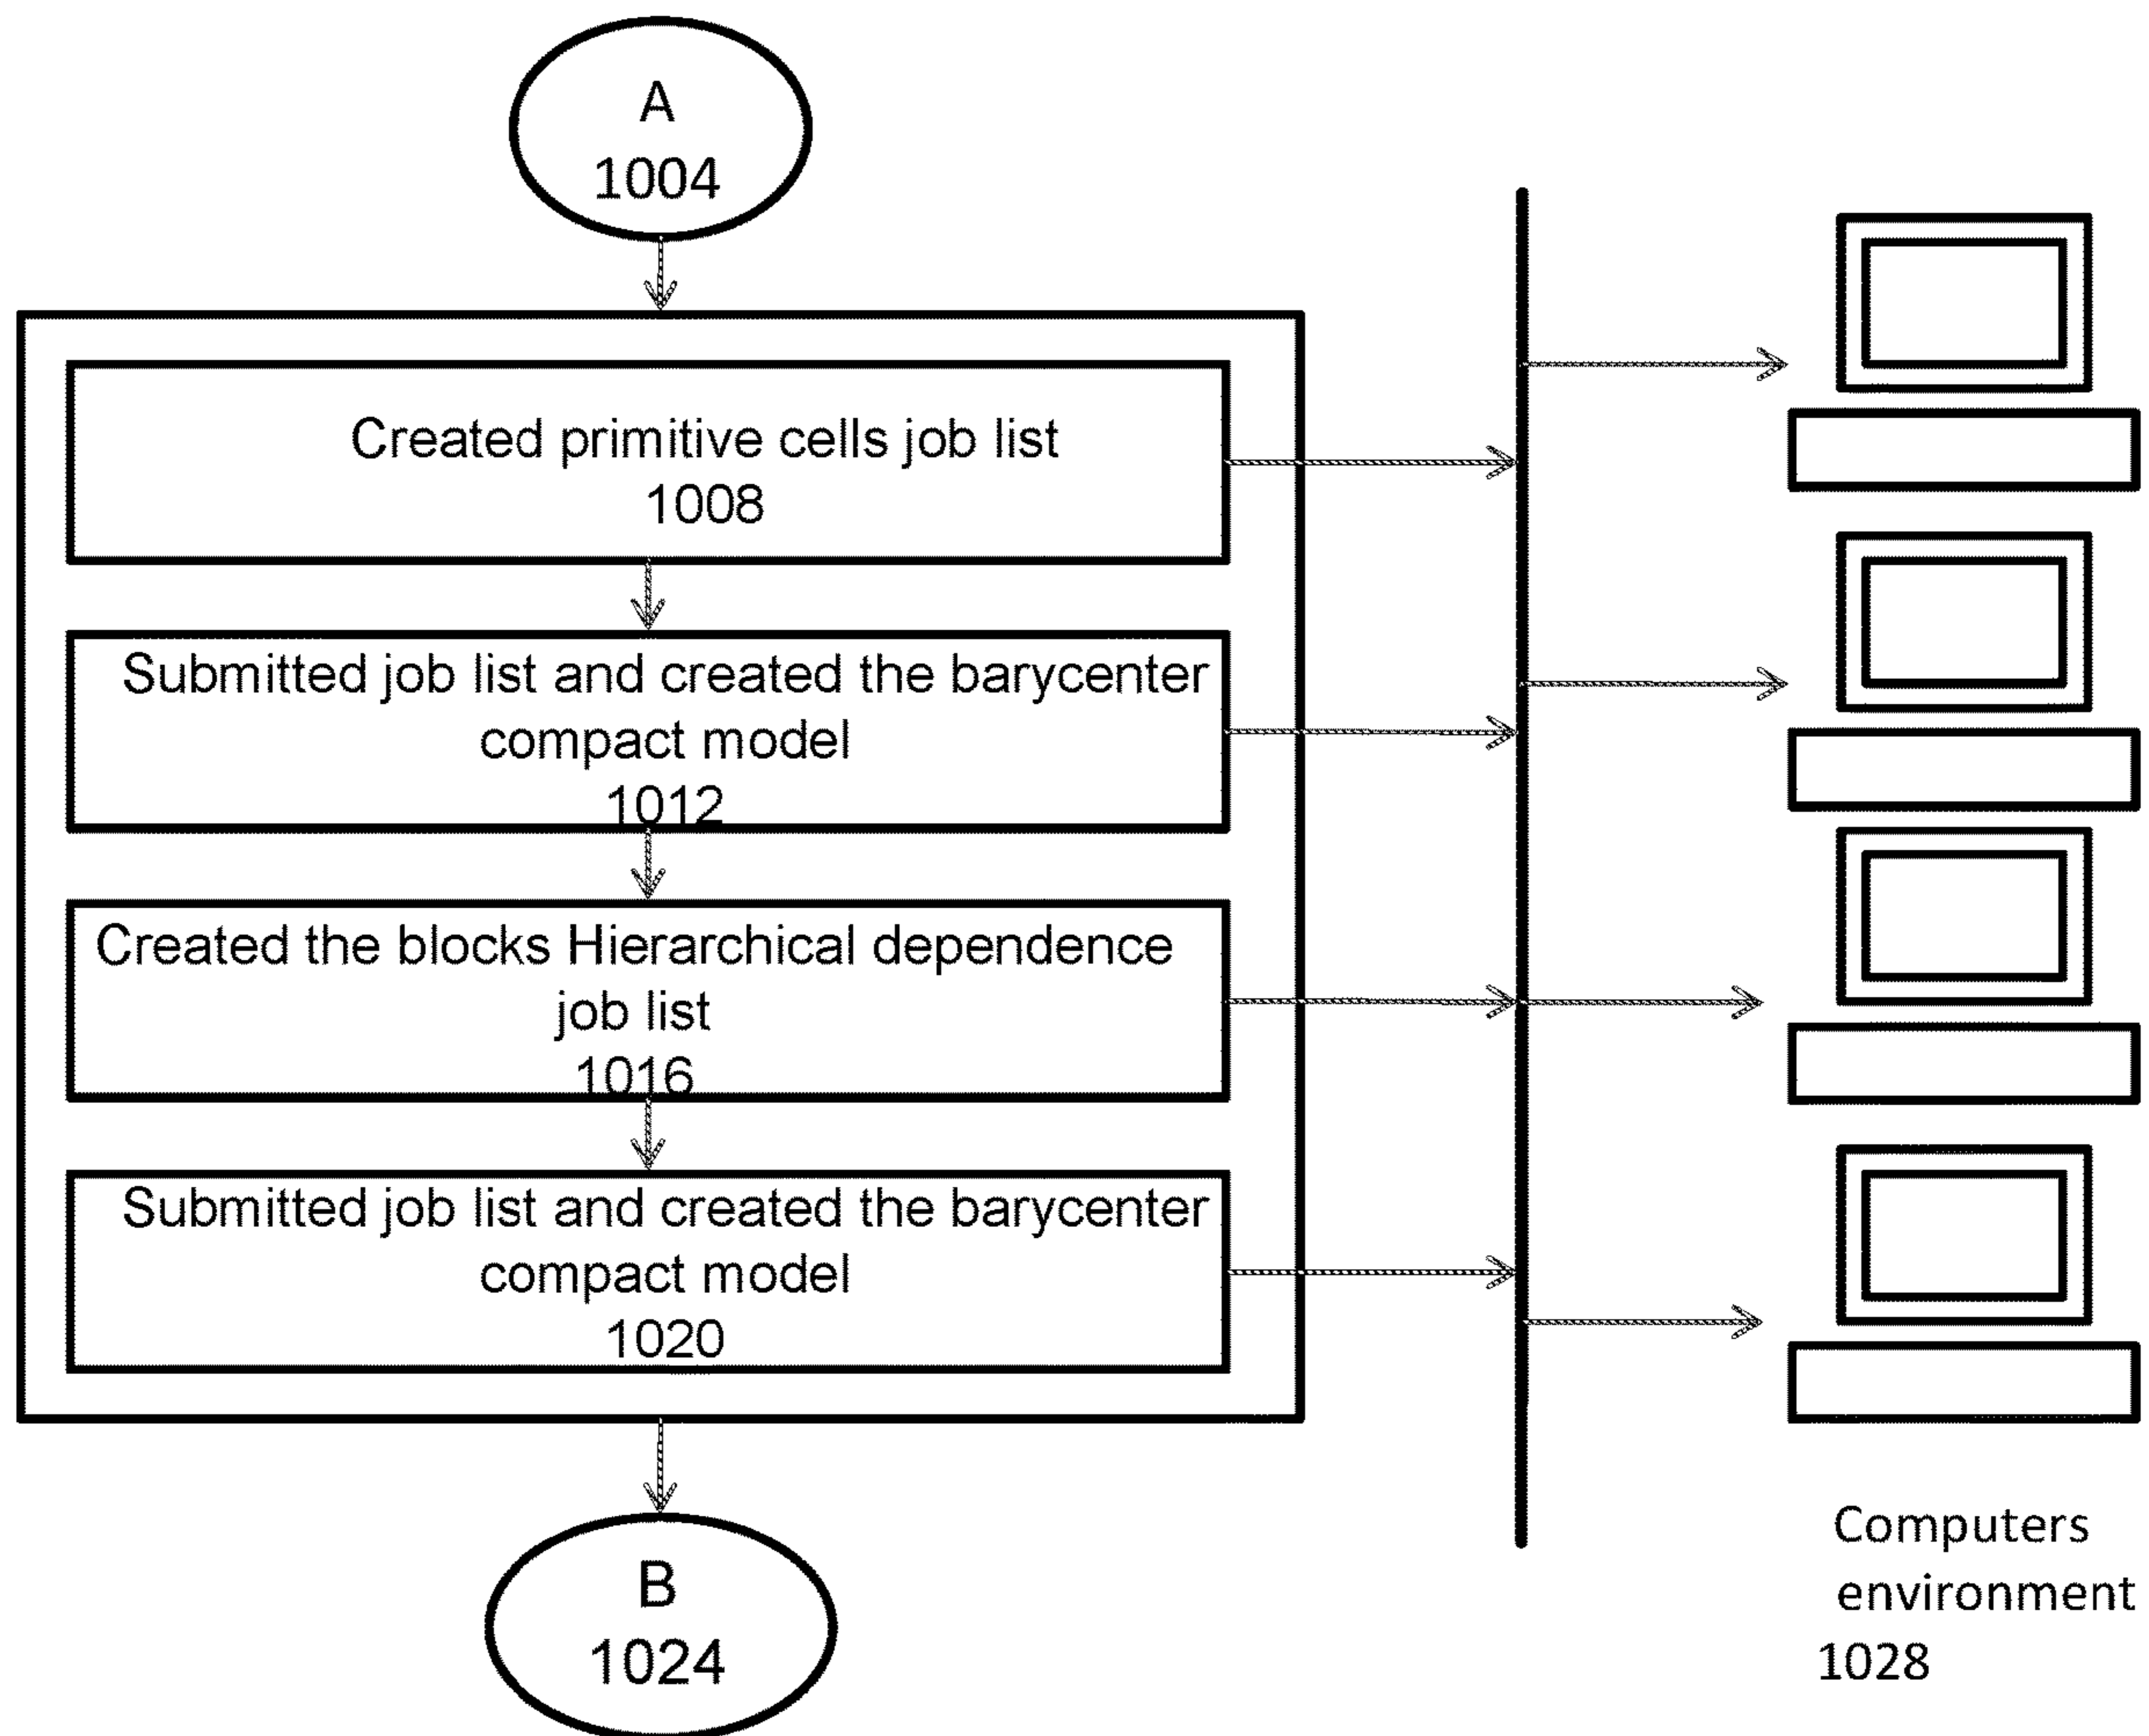 A
1004
Created primitive cells job list
1008
Submitted job list and created the barycenter
compact model
1012
Created the blocks Hierarchical dependence
job list
1016
Submitted job list and created the barycenter
compact model
1020
B
1024
Computers
environment
1028